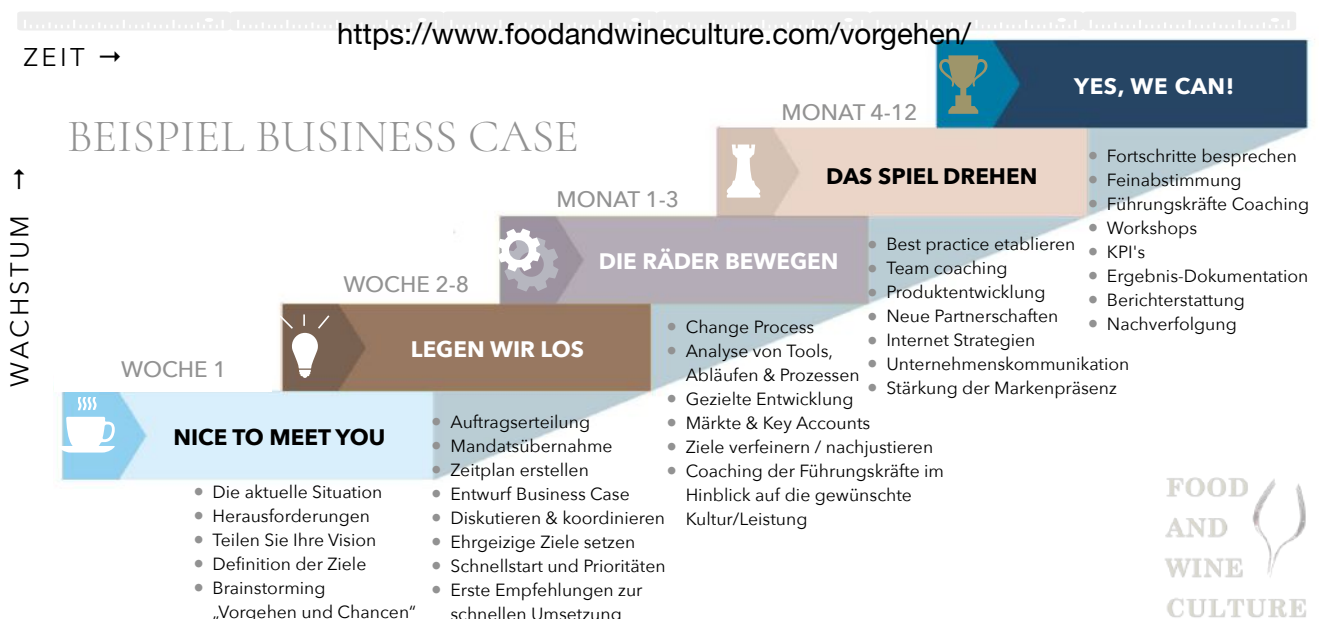 https://www.foodandwineculture.com/vorgehen/
ZEIT →
WACHSTUM →
BEISPIEL BUSINESS CASE
WOCHE 1
NICE TO MEET YOU
• Die aktuelle Situation
• Herausforderungen
• Teilen Sie Ihre Vision
• Definition der Ziele
• Brainstorming
„Vorgehen und Chancen“
WOCHE 2-8
LEGEN WIR LOS
• Auftragserteilung
• Mandatsübernahme
• Zeitplan erstellen
• Entwurf Business Case
• Diskutieren & koordinieren
• Ehrgeizige Ziele setzen
• Schnellstart und Prioritäten
• Erste Empfehlungen zur
schnellen Umsetzung
MONAT 1-3
DIE RÄDER BEWEGEN
• Change Process
• Analyse von Tools,
Abläufen & Prozessen
• Gezielte Entwicklung
• Märkte & Key Accounts
• Ziele verfeinern / nachjustieren
• Coaching der Führungskräfte im
Hinblick auf die gewünschte
Kultur/Leistung
MONAT 4-12
DAS SPIEL DREHEN
• Best practice etablieren
• Team coaching
• Produktentwicklung
• Neue Partnerschaften
• Internet Strategien
• Unternehmenskommunikation
• Stärkung der Markenpräsenz
YES, WE CAN!
• Fortschritte besprechen
• Feinabstimmung
• Führungskräfte Coaching
• Workshops
• KPI's
• Ergebnis-Dokumentation
• Berichterstattung
• Nachverfolgung
FOOD
AND
WINE
CULTURE